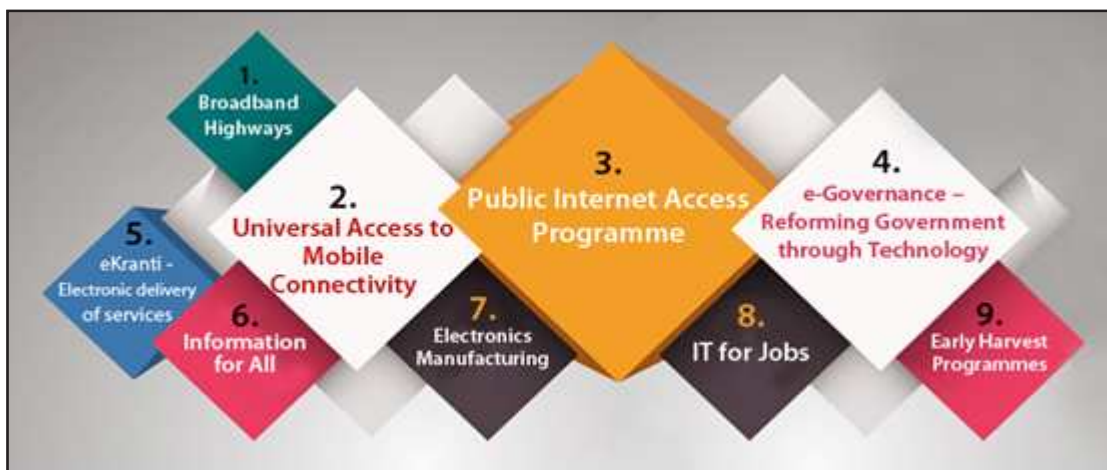 1.
Broadband
Highways
2.
Universal Access to
Mobile
Connectivity
3.
Public Internet Access
Programme
4.
e-Governance –
Reforming Government
through Technology
5.
eKranti -
Electronic delivery
of services
6.
Information
for All
7.
Electronics
Manufacturing
8.
IT for Jobs
9.
Early Harvest
Programmes